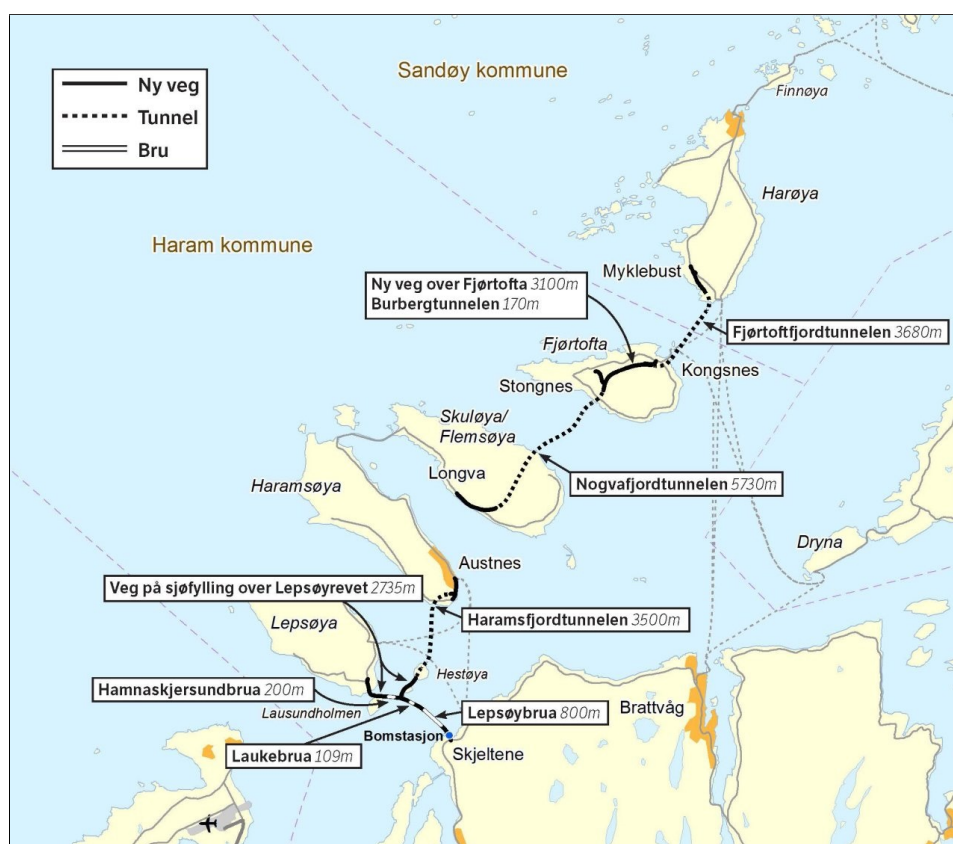 Sandøy kommune
Ny veg
Tunnel
Bru
Finnøya
Harøya
Haram kommune
Myklebust
Ny veg over Fjørtofta 3100m
Burbergtunnelen 170m
Fjørtoftfjordtunnelen 3680m
Fjørtofta
Kongsnes
Stongnes
Skuløya/
Flemsøya
Longva
Haramsøya
Nogvafjordtunnelen 5730m
Dryna
Austnes
Veg på sjøfylling over Lepsøyrevet 2735m
Haramsfjordtunnelen 3500m
Lepsøya
Hestøya
Hamnaskjersundbrua 200m
Lausundholmen
Lepsøybrua 800m
Brattvåg
Bomstasjon
Laukebrua 109m
Skjeltene